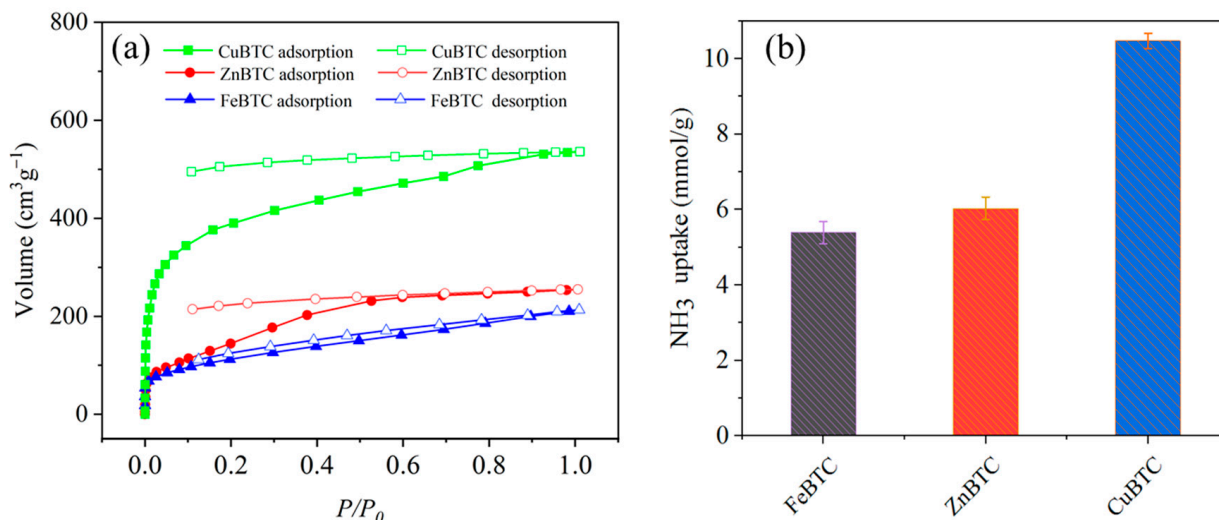 (a)
CuBTC adsorption CuBTC desorption
ZnBTC adsorption ZnBTC desorption
FeBTC adsorption FeBTC desorption
Volume (cm³g⁻¹)
800
600
400
200
0
0.0 0.2 0.4 0.6 0.8 1.0
P/P₀
(b)
NH₃ uptake (mmol/g)
10
8
6
4
2
0
FeBTC
ZnBTC
CuBTC